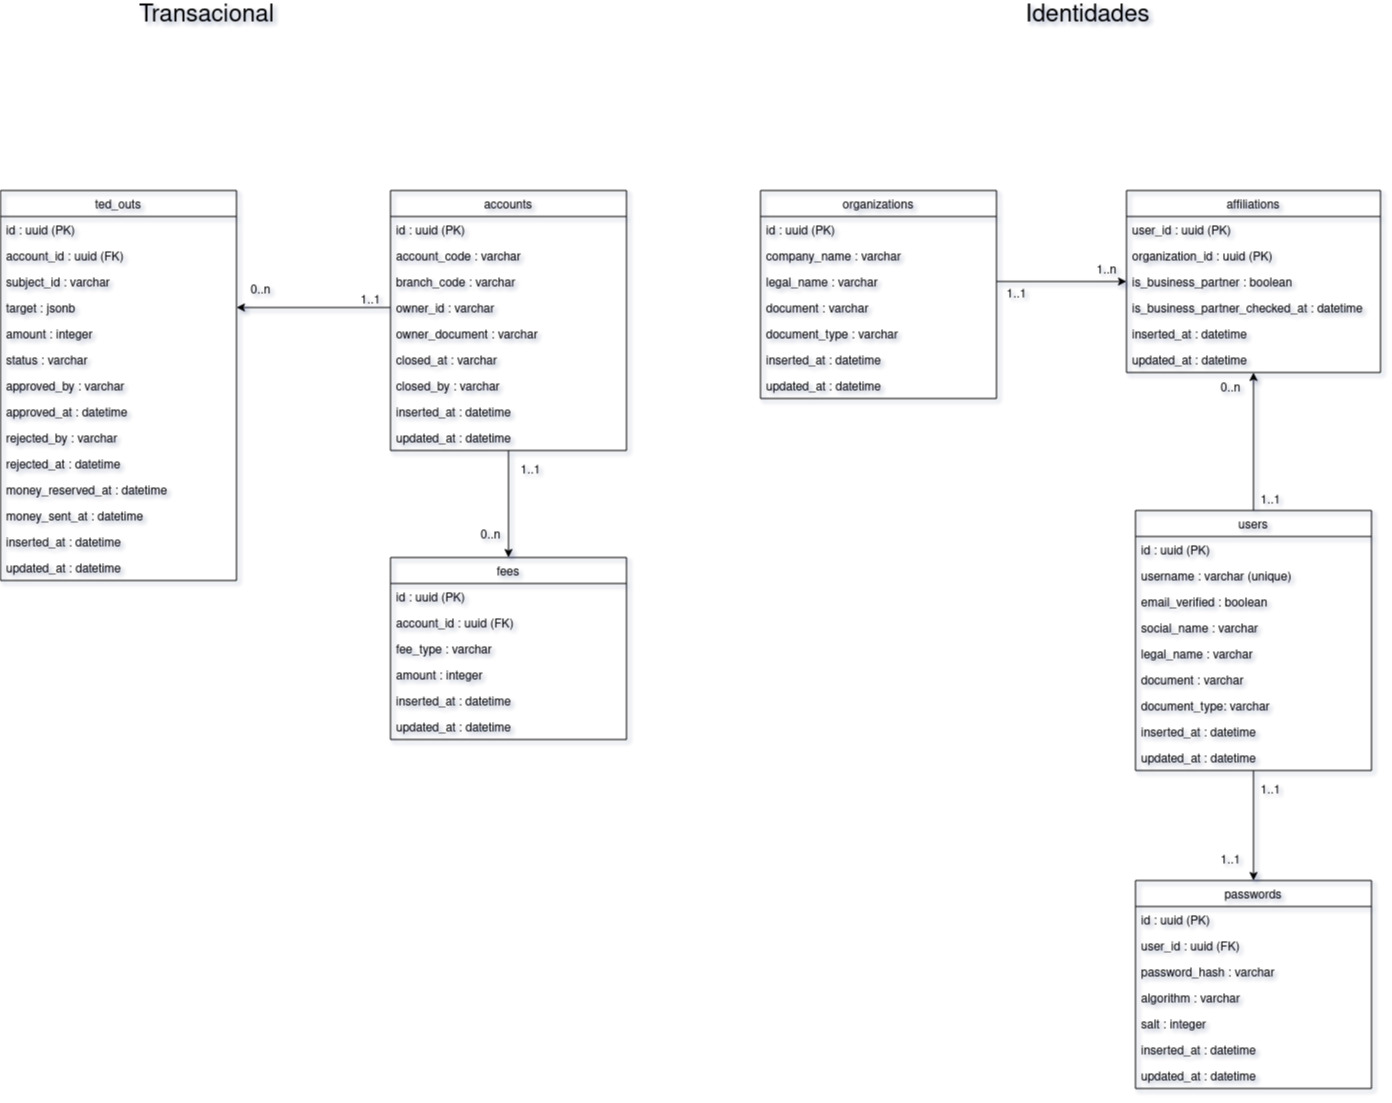 Transacional
Identidades
ted_outs
id : uuid (PK)
account_id : uuid (FK)
subject_id : varchar
target : jsonb
amount : integer
status : varchar
approved_by : varchar
approved_at : datetime
rejected_by : varchar
rejected_at : datetime
money_reserved_at : datetime
money_sent_at : datetime
inserted_at : datetime
updated_at : datetime
0..n
1..1
accounts
id : uuid (PK)
account_code : varchar
branch_code : varchar
owner_id : varchar
owner_document : varchar
closed_at : varchar
closed_by : varchar
inserted_at : datetime
updated_at : datetime
1..1
0..n
fees
id : uuid (PK)
account_id : uuid (FK)
fee_type : varchar
amount : integer
inserted_at : datetime
updated_at : datetime
organizations
id : uuid (PK)
company_name : varchar
legal_name : varchar
document : varchar
document_type : varchar
inserted_at : datetime
updated_at : datetime
1..n
1..1
affiliations
user_id : uuid (PK)
organization_id : uuid (PK)
is_business_partner : boolean
is_business_partner_checked_at : datetime
inserted_at : datetime
updated_at : datetime
0..n
1..1
users
id : uuid (PK)
username : varchar (unique)
email_verified : boolean
social_name : varchar
legal_name : varchar
document : varchar
document_type: varchar
inserted_at : datetime
updated_at : datetime
1..1
1..1
passwords
id : uuid (PK)
user_id : uuid (FK)
password_hash : varchar
algorithm : varchar
salt : integer
inserted_at : datetime
updated_at : datetime